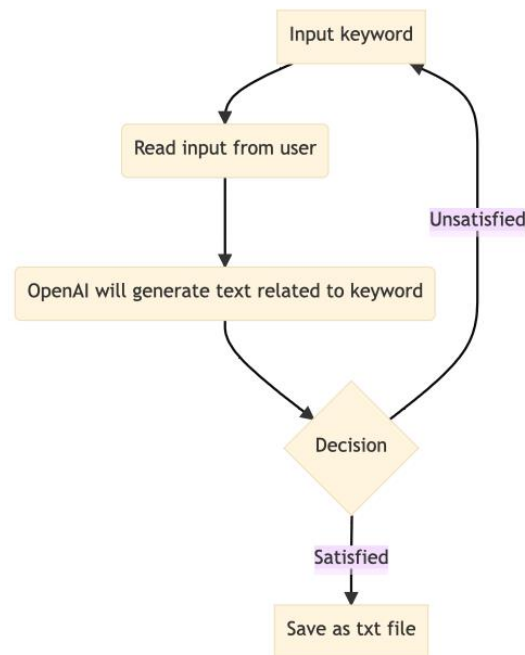 Input keyword
Read input from user
Unsatisfied
OpenAI will generate text related to keyword
Decision
Satisfied
Save as txt file